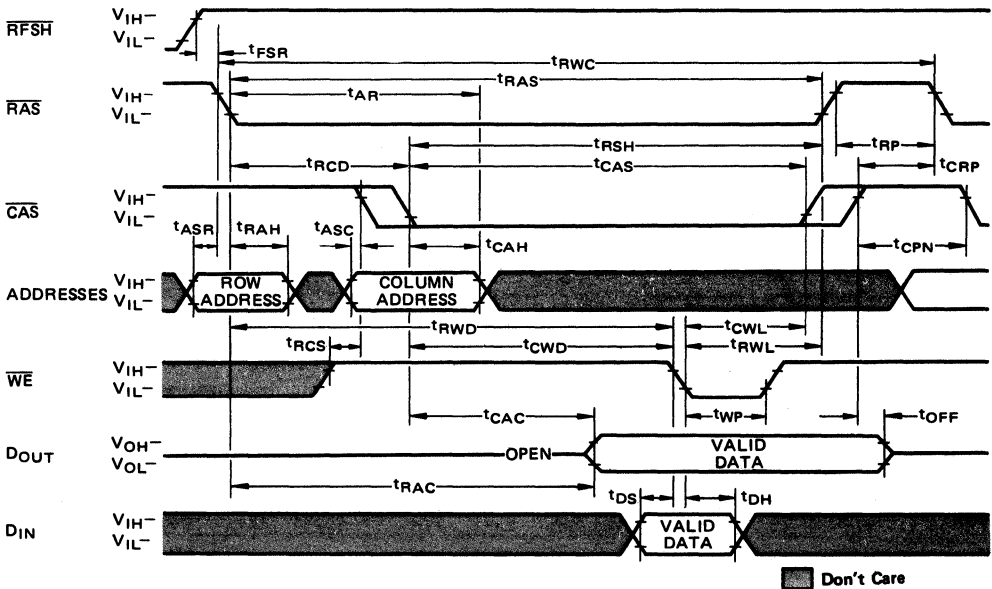 RFSH VIH–
VIL–
tFSR
tRWC
tRAS
tAR
RAS VIH–
VIL–
tRSH
tRP
tRCD
tCAS
tCRP
CAS VIH–
VIL–
tASR
tRAH
tASC
tCAH
tCPN
ADDRESSES VIH–
VIL–
ROW
ADDRESS
COLUMN
ADDRESS
tRWD
tCWL
tRCS
tCWD
tRWL
WE VIH–
VIL–
tWP
tCAC
tOFF
DOUT VOH–
VOL–
OPEN
VALID
DATA
tRAC
tDS
tDH
DIN VIH–
VIL–
VALID
DATA
Don't Care